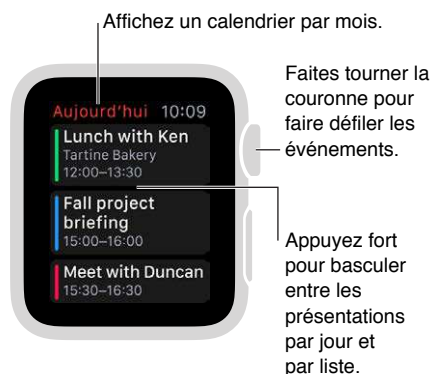 Affichez un calendrier par mois.
Faites tourner la
couronne pour
faire défiler les
événements.
Aujourd'hui 10:09
Lunch with Ken
Tartine Bakery
12:00–13:30
Fall project
briefing
15:00–16:00
Meet with Duncan
15:30–16:30
Appuyez fort
pour basculer
entre les
présentations
par jour et
par liste.